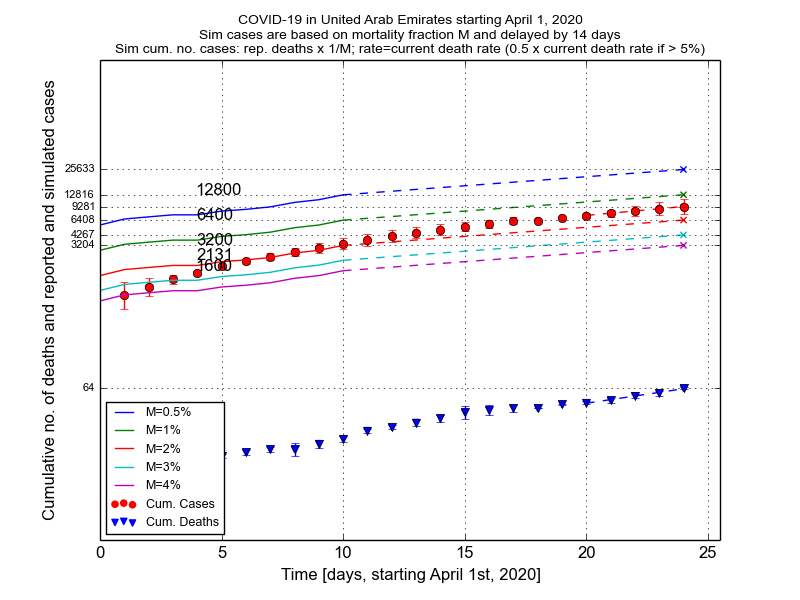 COVID-19 in United Arab Emirates starting April 1, 2020
Sim cases are based on mortality fraction M and delayed by 14 days
Sim cum. no. cases: rep. deaths x 1/M; rate=current death rate (0.5 x current death rate if > 5%)
Cumulative no. of deaths and reported and simulated cases
25633
12816
9281
6408
4267
3204
64
12800
6400
3200
2131
1600
M=0.5%
M=1%
M=2%
M=3%
M=4%
Cum. Cases
Cum. Deaths
0 5 10 15 20 25
Time [days, starting April 1st, 2020]